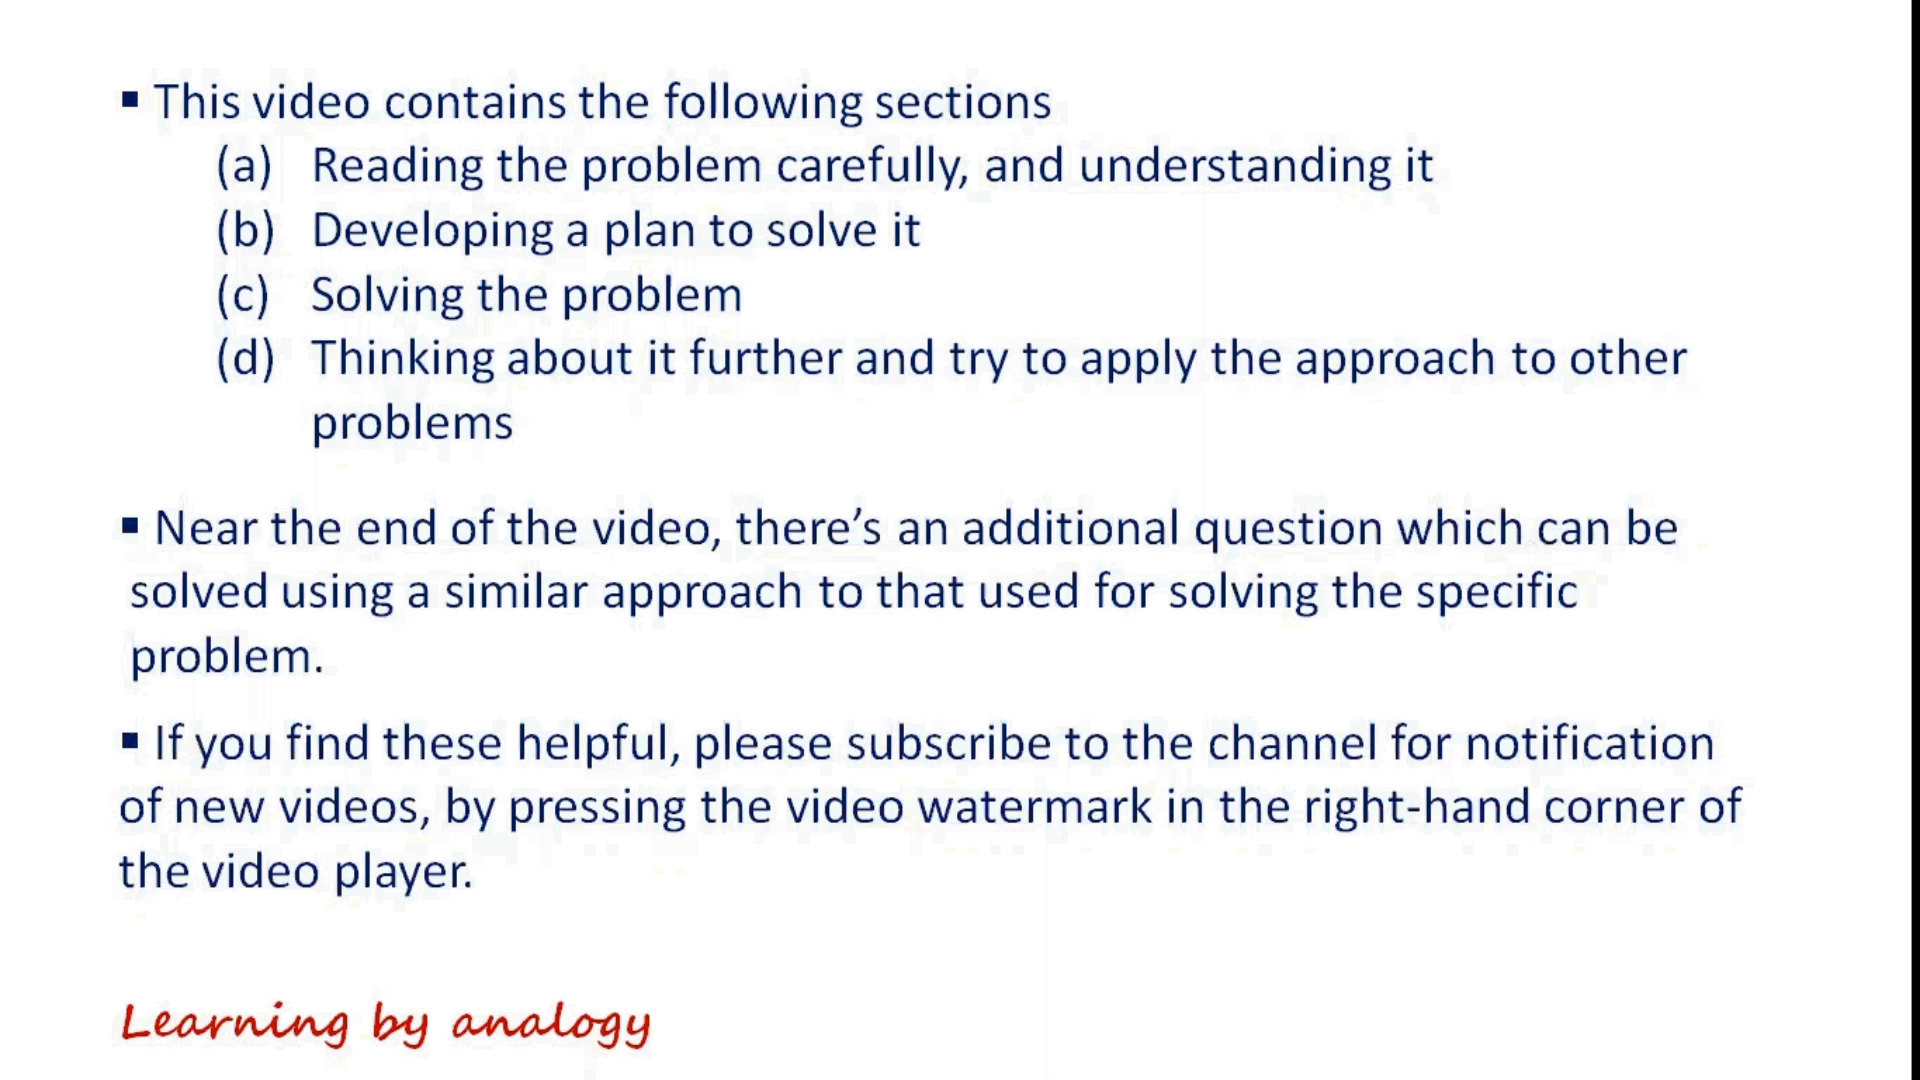 ▪ This video contains the following sections
(a) Reading the problem carefully, and understanding it
(b) Developing a plan to solve it
(c) Solving the problem
(d) Thinking about it further and try to apply the approach to other
problems
▪ Near the end of the video, there’s an additional question which can be
solved using a similar approach to that used for solving the specific
problem.
▪ If you find these helpful, please subscribe to the channel for notification
of new videos, by pressing the video watermark in the right-hand corner of
the video player.
Learning by analogy